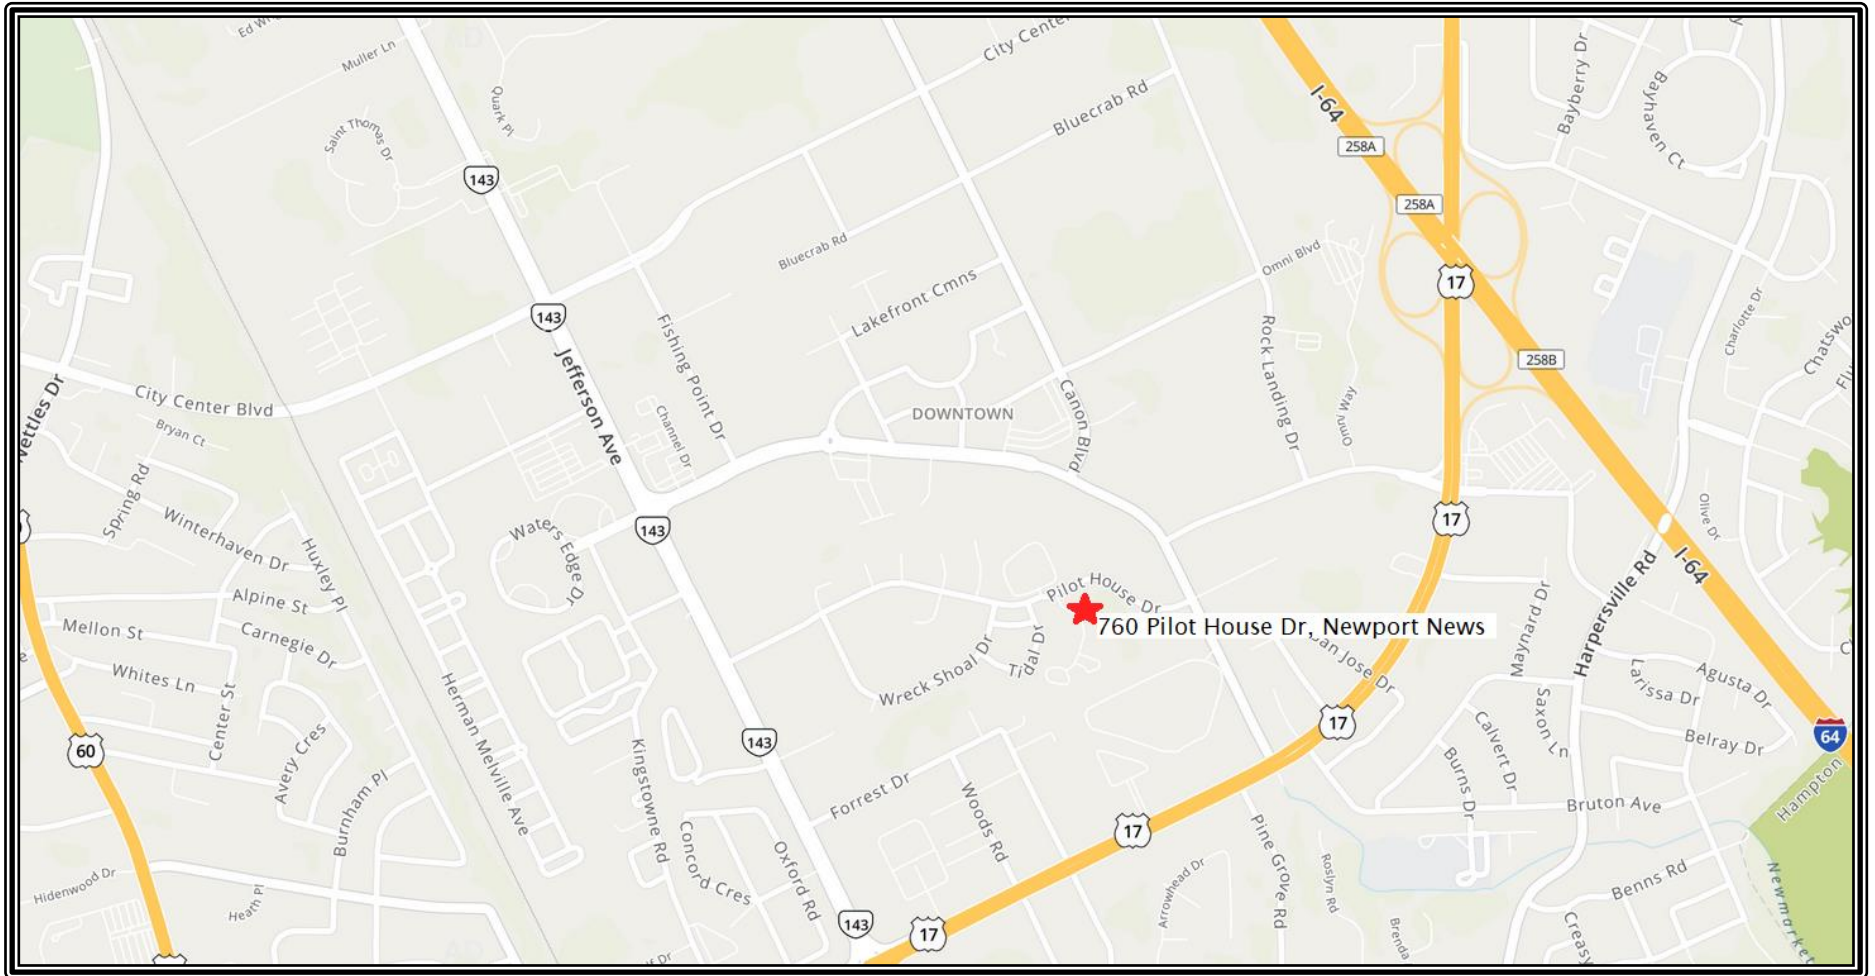 Muller Ln
City Cente
Quark Pl
Bluecrab Rd
Bayberry Dr
Bayhaven Ct
I-64
Saint Thomas Dr
258A
143
258A
Bluecrab Rd
Omni Blvd
17
Lakefront Cmns
143
Fishing Point Dr
Rock Landing Dr
Charlotte Dr
258B
Jefferson Ave
Nettles Dr
City Center Blvd
DOWNTOWN
Canon Blvd
Omni Way
Bryan Ct
Channel Dr
Spring Rd
Winterhaven Dr
Waters Edge Dr
143
17
Olive Dr
Huxley Pl
I-64
Harpersville Rd
Pilot House Dr
Alpine St
760 Pilot House Dr, Newport News
Mellon St
Carnegie Dr
Maynard Dr
Wreck Shoal Dr
Tidal Dr
San Jose Dr
Whites Ln
Larissa Dr
Agusta Dr
Center St
Herman Melville Ave
Saxon Ln
17
64
60
143
Avery Cres
Kingstowne Rd
Calvert Dr
Belray Dr
Burns Dr
Forrest Dr
Woods Rd
Hampton
Burnham Pl
17
Bruton Ave
Concord Cres
Oxford Rd
Pine Grove Rd
Hidenwood Dr
Heath Pl
Arrowhead Dr
Roslyn Rd
Benns Rd
Newmarket
143
17
Brenda
Creasy